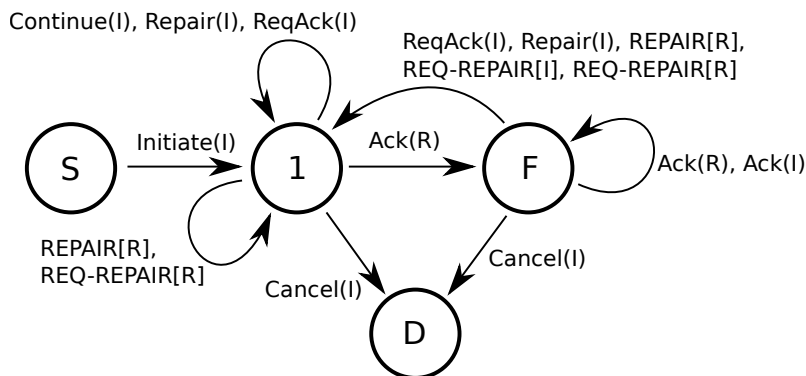 Continue(I), Repair(I), ReqAck(I)
ReqAck(I), Repair(I), REPAIR[R],
REQ-REPAIR[I], REQ-REPAIR[R]
Initiate(I)
Ack(R)
S
1
F
Ack(R), Ack(I)
REPAIR[R],
REQ-REPAIR[R]
Cancel(I)
Cancel(I)
D